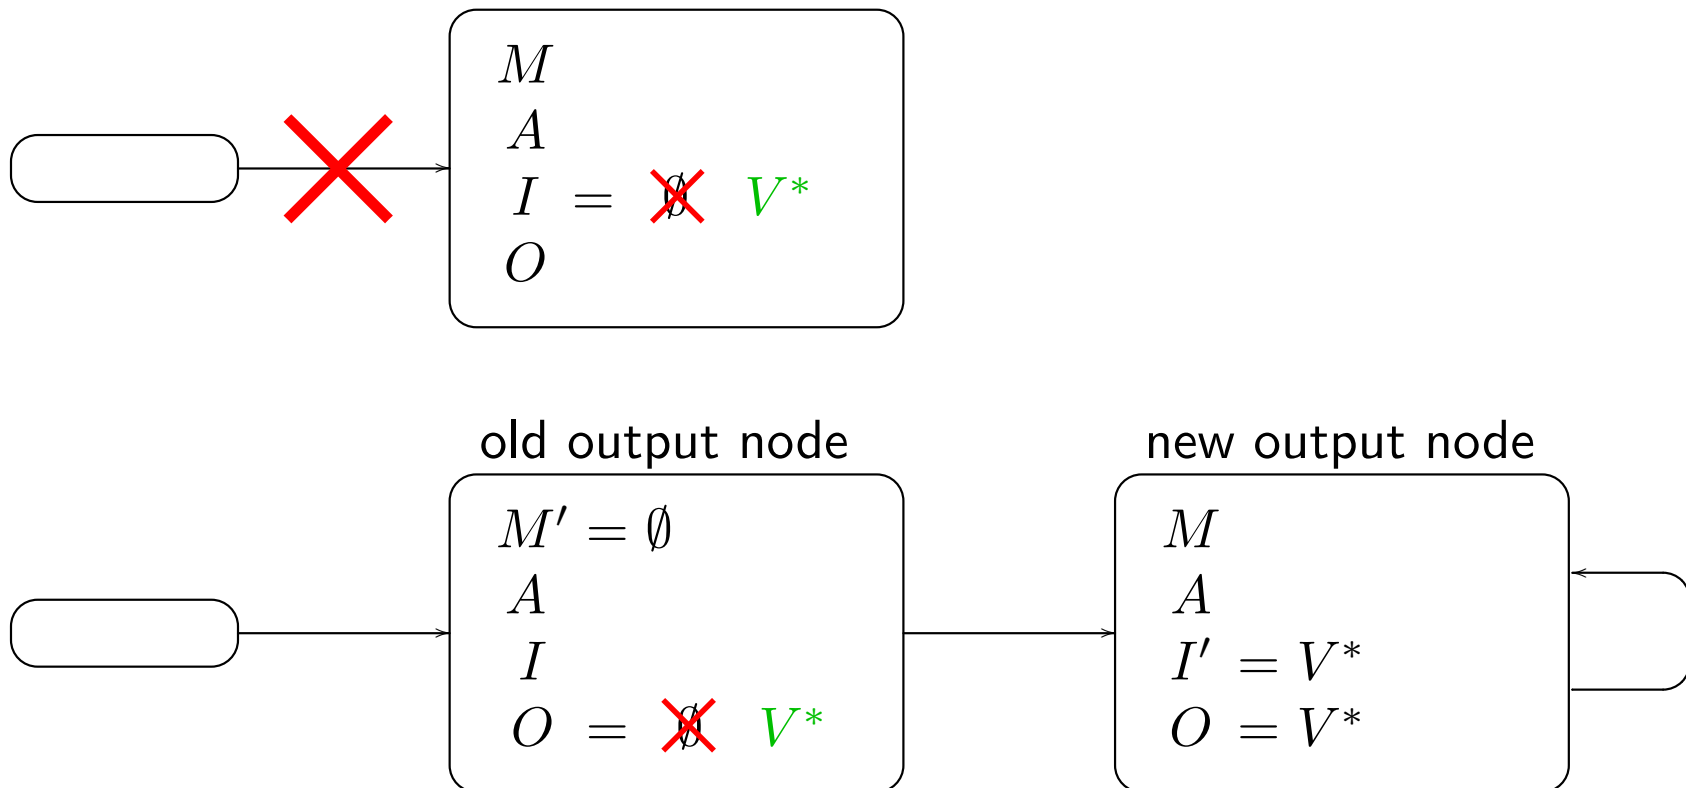 M
A
I = ∅ V*
O
old output node
new output node
M′ = ∅
A
I
O = ∅ V*
M
A
I′ = V*
O = V*